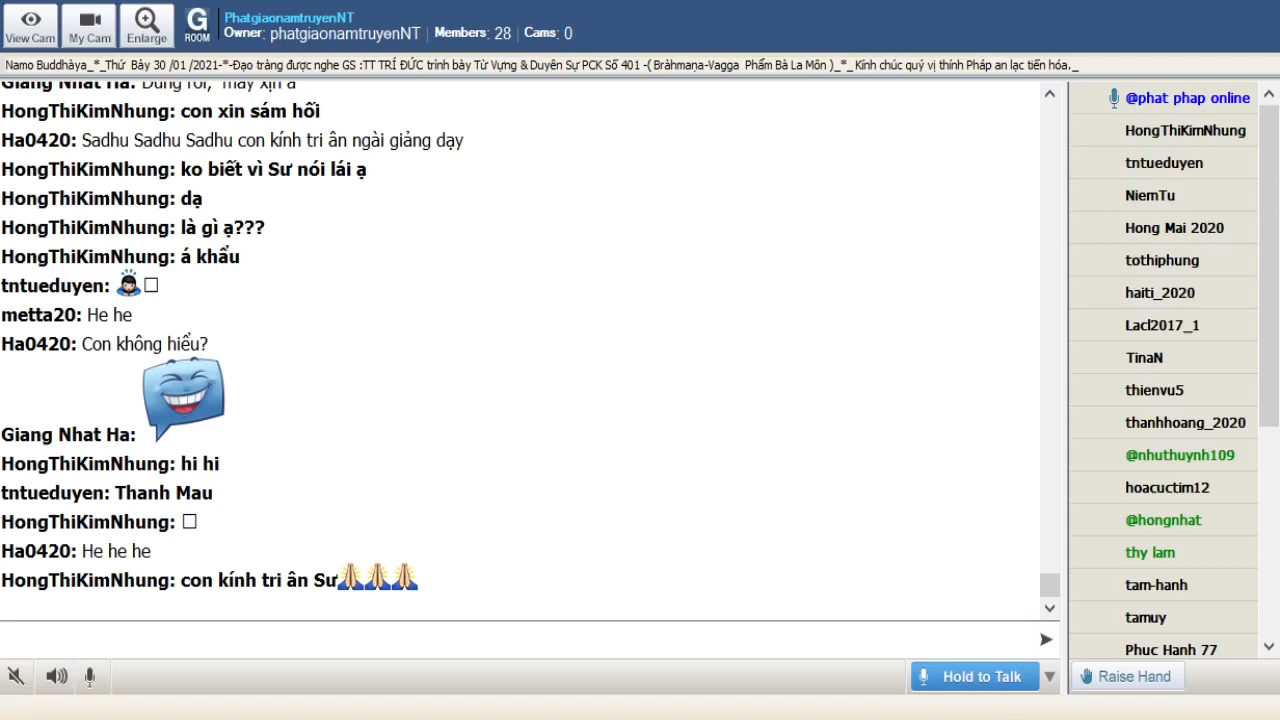 View Cam
My Cam
Enlarge
G
ROOM
PhatgiaonamtruyenNT
Owner: phatgiaonamtruyenNT | Members: 28 | Cams: 0
Namo Buddhàya_*_Thứ Bảy 30 /01 /2021-*-Đạo tràng được nghe GS :TT TRÍ ĐỨC trình bày Từ Vựng & Duyên Sự PCK Số 401 -( Bràhmaṇa-Vagga Phẩm Bà La Môn )_*_ Kính chúc quý vị thính Pháp an lạc tiến hóa._
Giang Nhat Ha: Dung roi, may xịn a
HongThiKimNhung: con xin sám hối
Ha0420: Sadhu Sadhu Sadhu con kính tri ân ngài giảng dạy
HongThiKimNhung: ko biết vì Sư nói lái ạ
HongThiKimNhung: dạ
HongThiKimNhung: là gì ạ???
HongThiKimNhung: á khẩu
tntueduyen:
metta20: He he
Ha0420: Con không hiểu?
Giang Nhat Ha:
HongThiKimNhung: hi hi
tntueduyen: Thanh Mau
HongThiKimNhung:
Ha0420: He he he
HongThiKimNhung: con kính tri ân Sư
@phat phap online
HongThiKimNhung
tntueduyen
NiemTu
Hong Mai 2020
tothiphung
haiti_2020
Lacl2017_1
TinaN
thienvu5
thanhhoang_2020
@nhuthuynh109
hoacuctim12
@hongnhat
thy lam
tam-hanh
tamuy
Phuc Hanh 77
Hold to Talk
Raise Hand